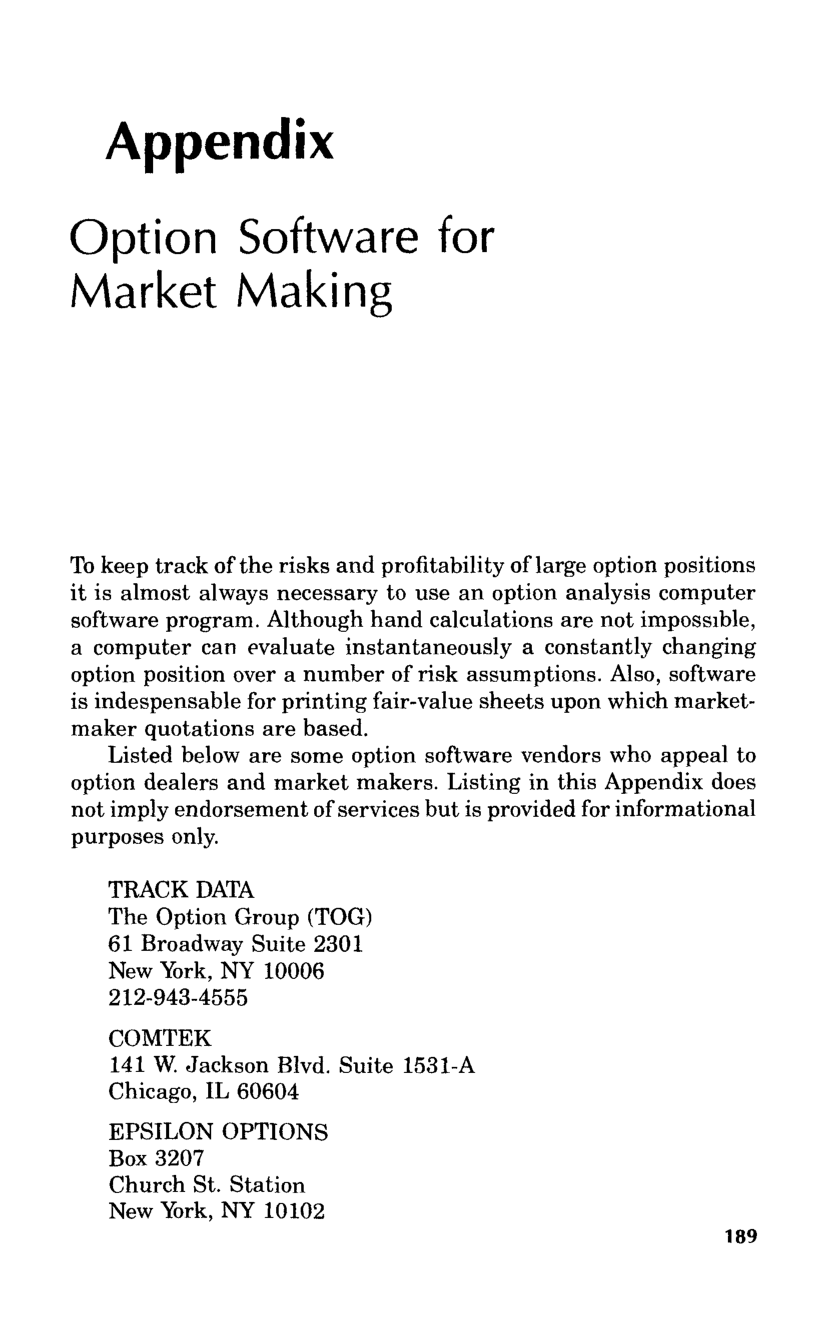 Appendix
Option Software for
Market Making
To keep track of the risks and profitability of large option positions
it is almost always necessary to use an option analysis computer
software program. Although hand calculations are not impossible,
a computer can evaluate instantaneously a constantly changing
option position over a number of risk assumptions. Also, software
is indespensable for printing fair-value sheets upon which market-
maker quotations are based.
Listed below are some option software vendors who appeal to
option dealers and market makers. Listing in this Appendix does
not imply endorsement of services but is provided for informational
purposes only.
TRACK DATA
The Option Group (TOG)
61 Broadway Suite 2301
New York, NY 10006
212-943-4555
COMTEK
141 W. Jackson Blvd. Suite 1531-A
Chicago, IL 60604
EPSILON OPTIONS
Box 3207
Church St. Station
New York, NY 10102
189